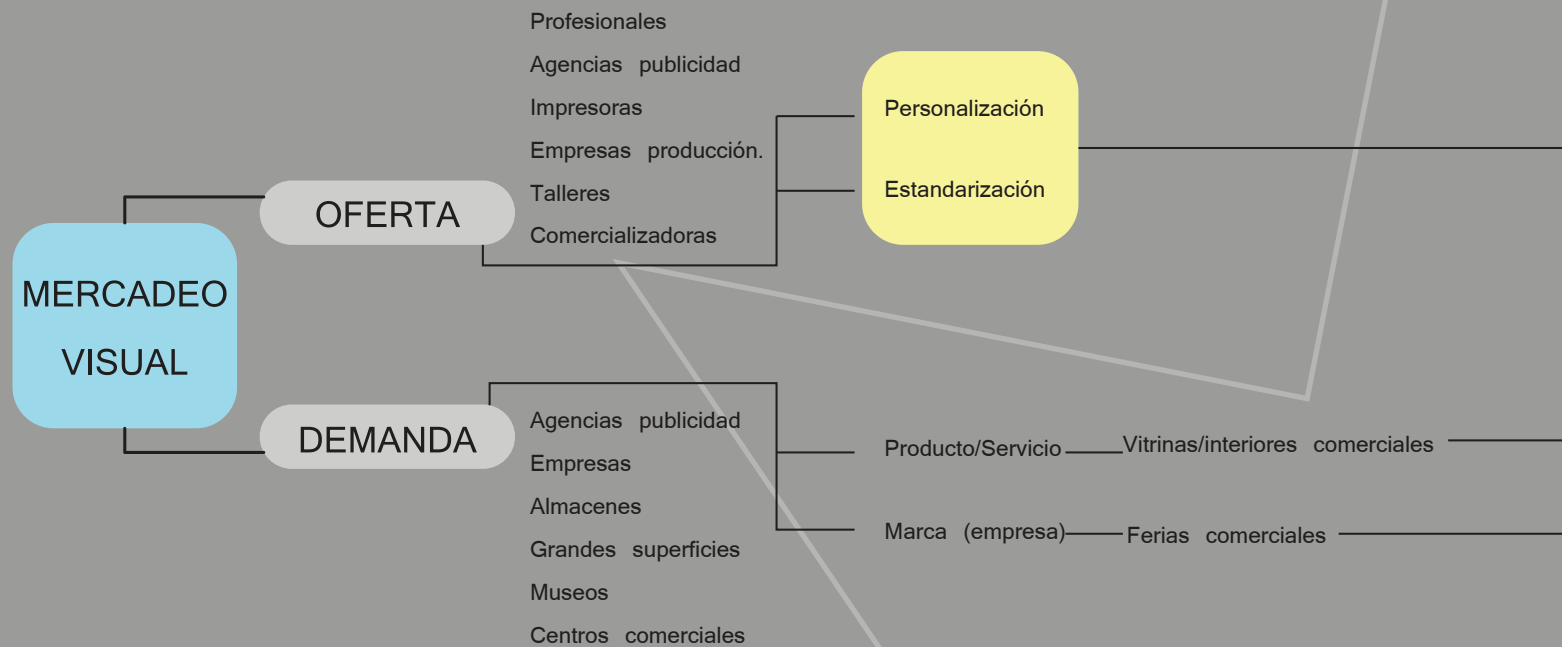 MERCADEO
VISUAL
OFERTA
Profesionales
Agencias publicidad
Impresoras
Empresas producción.
Talleres
Comercializadoras
Personalización
Estandarización
DEMANDA
Agencias publicidad
Empresas
Almacenes
Grandes superficies
Museos
Centros comerciales
Producto/Servicio
Vitrinas/interiores comerciales
Marca (empresa)
Ferias comerciales